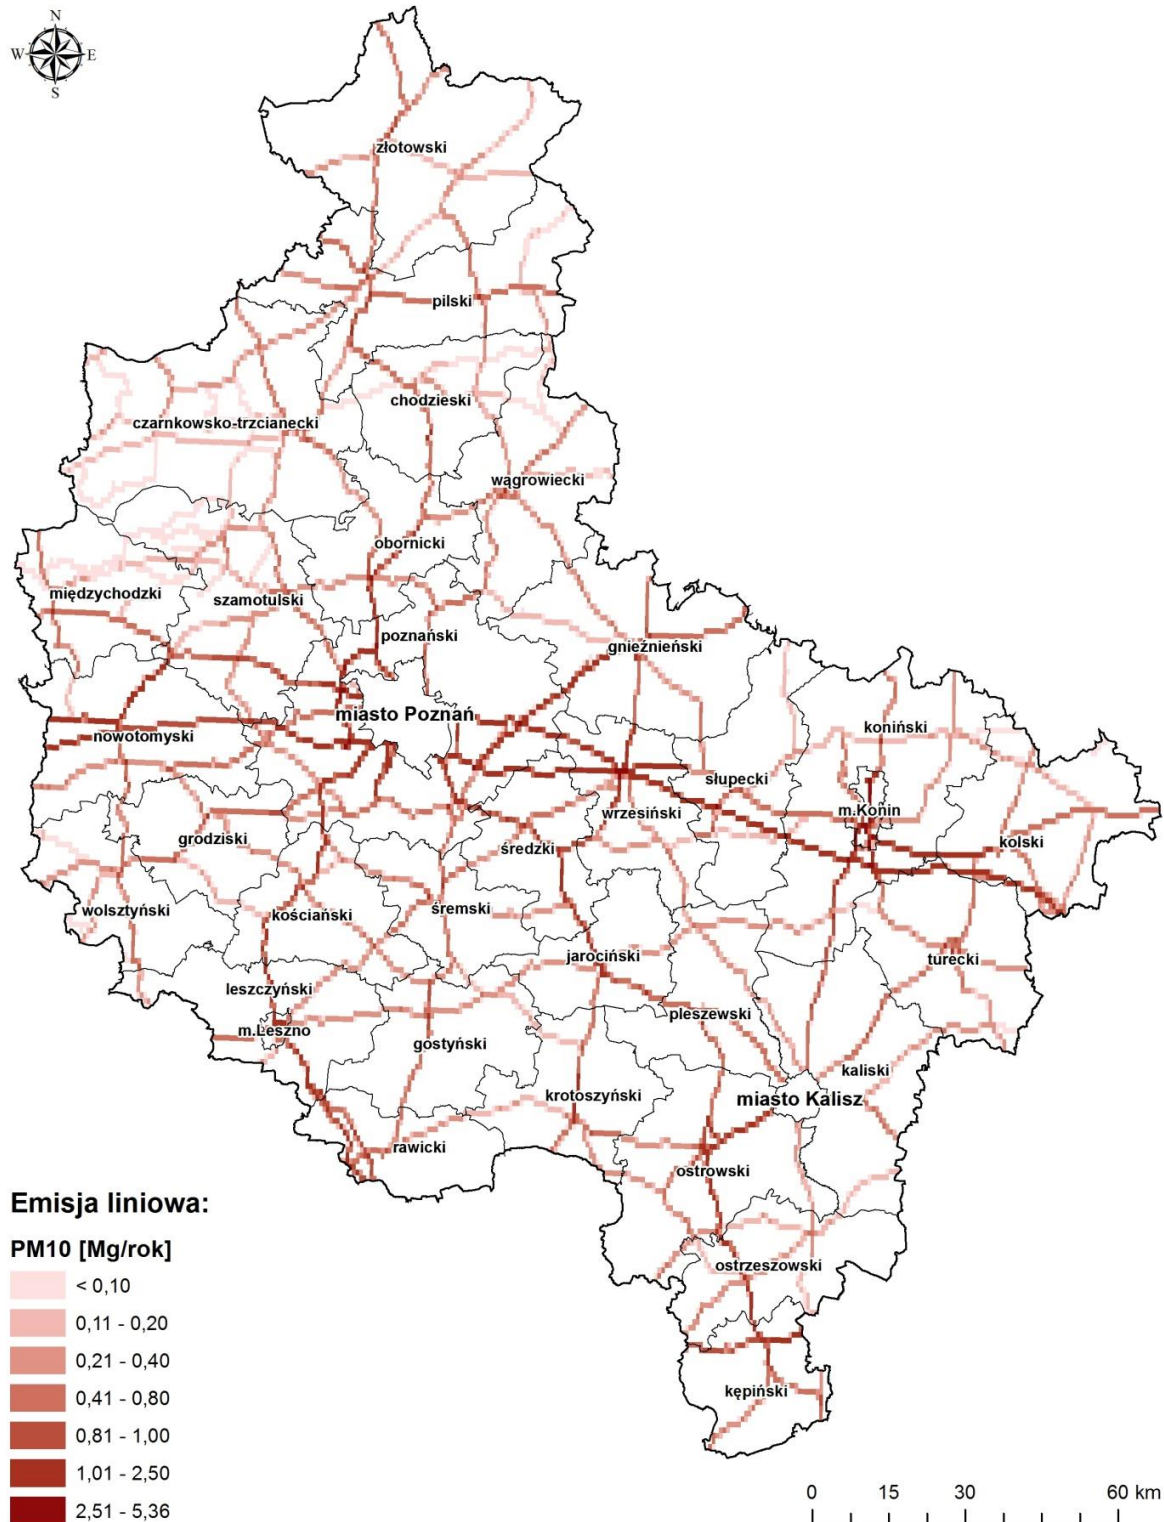 N
W E
S
złotowski
pilski
chodzieski
czarnkowsko-trzcianecki
wągrowiecki
obornicki
międzychodzki
szamotulski
poznański
gnieźnieński
miasto Poznań
koniński
nowotomyski
słupecki
m.Konin
wrzesiński
grodziski
średzki
kolski
wolsztyński
kościański
śremski
jarociński
turecki
leszczyński
pleszewski
m.Leszno
gostyński
kaliski
krotoszyński
miasto Kalisz
rawicki
ostrowski
Emisja liniowa:
PM10 [Mg/rok]
ostrzeszowski
< 0,10
0,11 - 0,20
0,21 - 0,40
0,41 - 0,80
kępiński
0,81 - 1,00
1,01 - 2,50
2,51 - 5,36
0 15 30 60 km